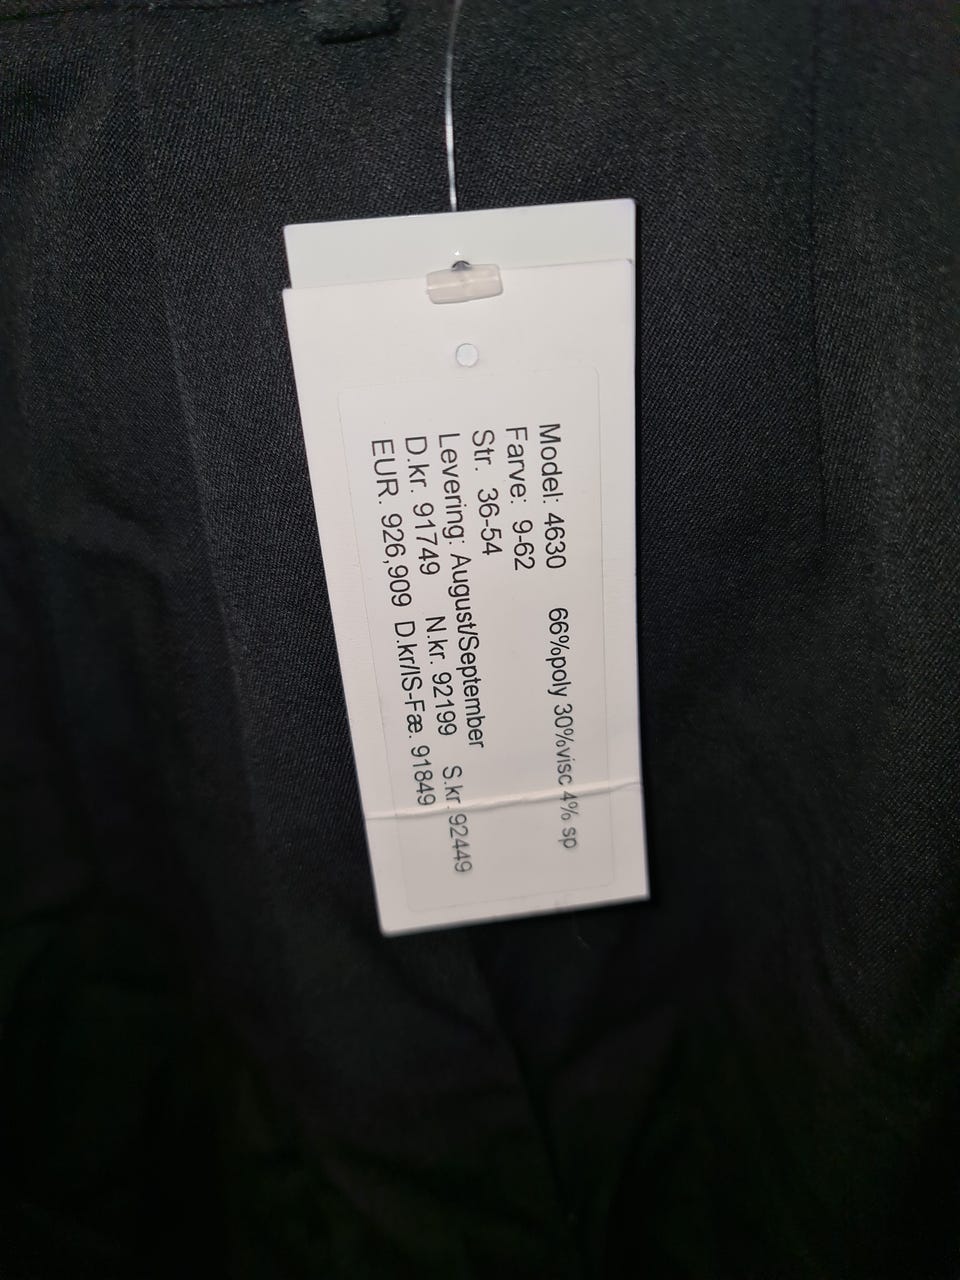 Model: 4630 66%poly 30%visc 4% sp
Farve: 9-62
Str. 36-54
Levering: August/September
D.kr. 91749 N.kr. 92199 S.kr. 92449
EUR. 926,909 D.kr/IS-Fæ. 91849